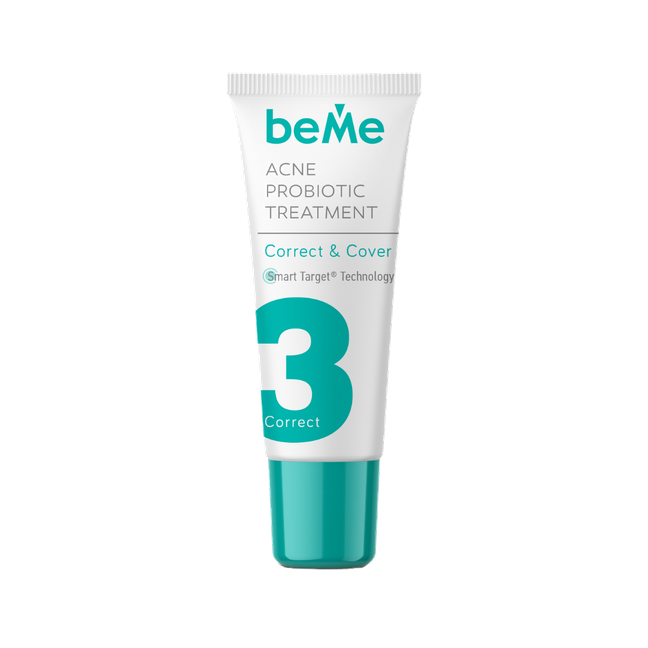 beMe
ACNE
PROBIOTIC
TREATMENT
Correct & Cover
Smart Target® Technology
3
Correct